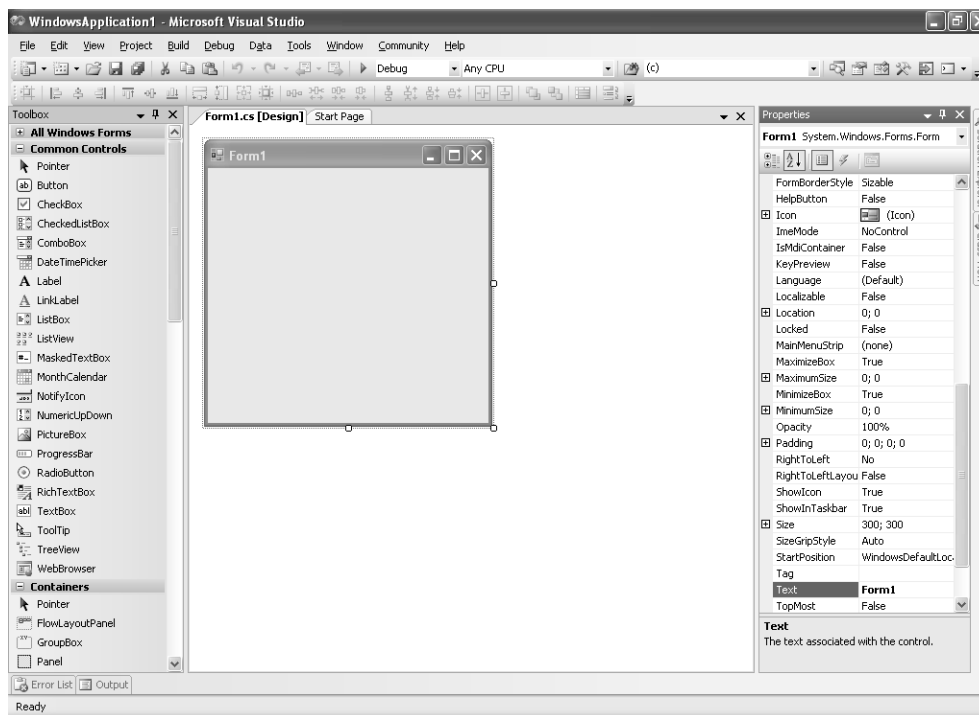 WindowsApplication1 - Microsoft Visual Studio
File Edit View Project Build Debug Data Tools Window Community Help
Debug Any CPU (c)
Toolbox
All Windows Forms
Common Controls
Pointer
Button
CheckBox
CheckedListBox
ComboBox
DateTimePicker
Label
LinkLabel
ListBox
ListView
MaskedTextBox
MonthCalendar
NotifyIcon
NumericUpDown
PictureBox
ProgressBar
RadioButton
RichTextBox
TextBox
ToolTip
TreeView
WebBrowser
Containers
Pointer
FlowLayoutPanel
GroupBox
Panel
Form1.cs [Design] Start Page
Form1
Properties
Form1 System.Windows.Forms.Form
FormBorderStyle Sizable
HelpButton False
Icon (Icon)
ImeMode NoControl
IsMdiContainer False
KeyPreview False
Language (Default)
Localizable False
Location 0; 0
Locked False
MainMenuStrip (none)
MaximizeBox True
MaximumSize 0; 0
MinimizeBox True
MinimumSize 0; 0
Opacity 100%
Padding 0; 0; 0; 0
RightToLeft No
RightToLeftLayou False
ShowIcon True
ShowInTaskbar True
Size 300; 300
SizeGripStyle Auto
StartPosition WindowsDefaultLoc
Tag
Text Form1
TopMost False
Text
The text associated with the control.
Error List Output
Ready